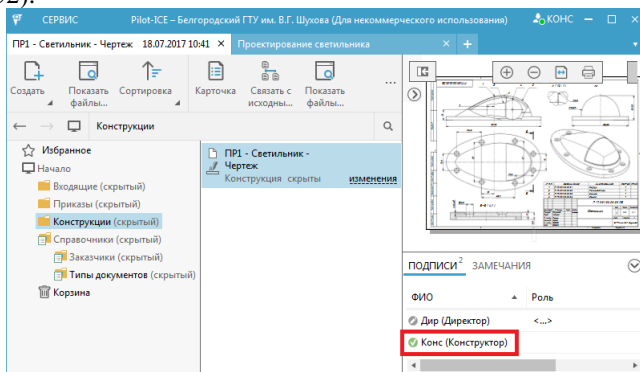 92).
СЕРВИС Pilot-ICE – Белгородский ГТУ им. В.Г. Шухова (Для некоммерческого использования) КОНС
ПР1 - Светильник - Чертеж 18.07.2017 10:41 × Проектирование светильника × +
Создать Показать файлы... Сортировка Карточка Связать с исходны... Показать файлы... ...
Конструкции
Избранное
Начало
Входящие (скрытый)
Приказы (скрытый)
Конструкции (скрытый)
Справочники (скрытый)
Заказчики (скрытый)
Типы документов (скрытый)
Корзина
ПР1 - Светильник -
Чертеж
Конструкция скрыты изменения
ПОДПИСИ 2 ЗАМЕЧАНИЯ
ФИО Роль
Дир (Директор) <...>
Конс (Конструктор)